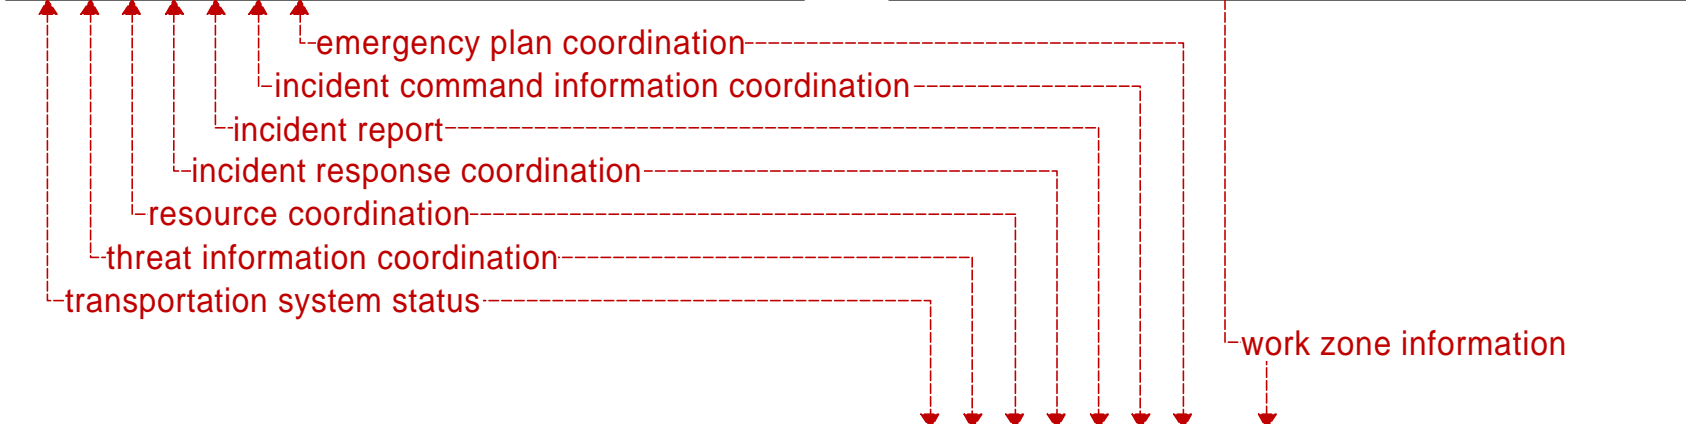 emergency plan coordination
incident command information coordination
incident report
incident response coordination
resource coordination
threat information coordination
transportation system status
work zone information